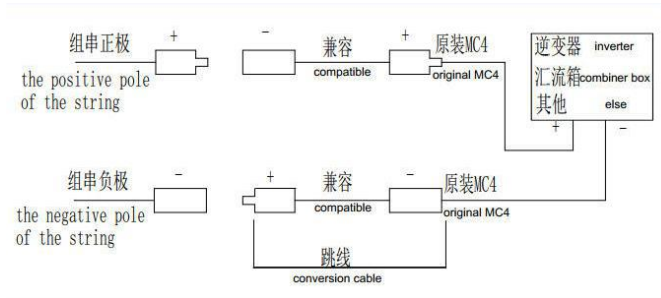 组串正极
+
the positive pole
of the string
-
兼容
compatible
+
原装MC4
original MC4
逆变器 inverter
汇流箱 combiner box
其他 else
+ -
组串负极
-
the negative pole
of the string
+
兼容
compatible
-
原装MC4
original MC4
跳线
conversion cable